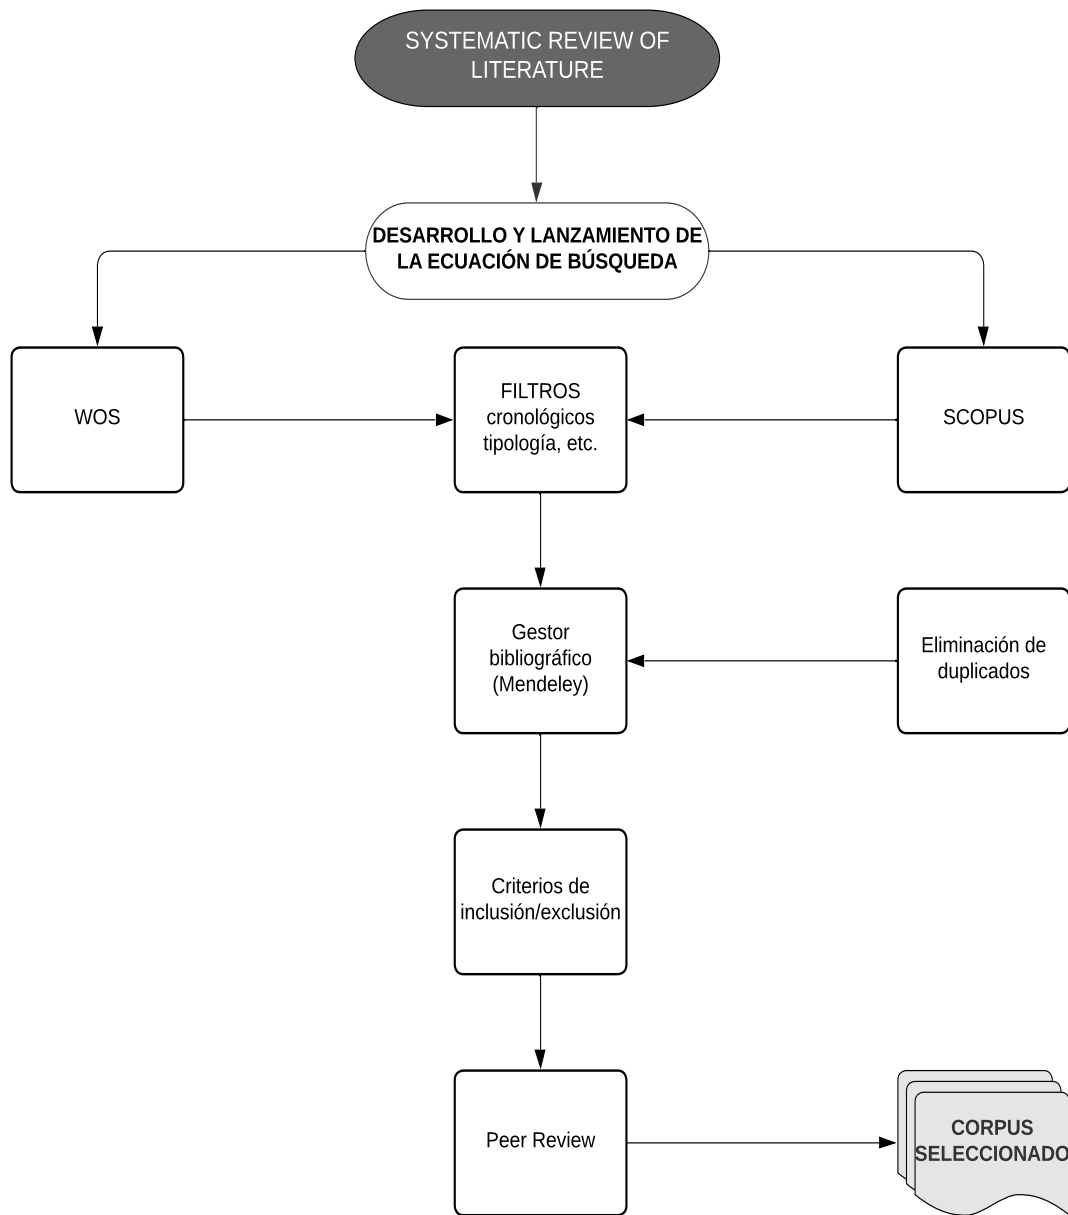 SYSTEMATIC REVIEW OF
LITERATURE
DESARROLLO Y LANZAMIENTO DE
LA ECUACIÓN DE BÚSQUEDA
WOS
FILTROS
cronológicos
tipología, etc.
SCOPUS
Gestor
bibliográfico
(Mendeley)
Eliminación de
duplicados
Criterios de
inclusión/exclusión
Peer Review
CORPUS
SELECCIONADO